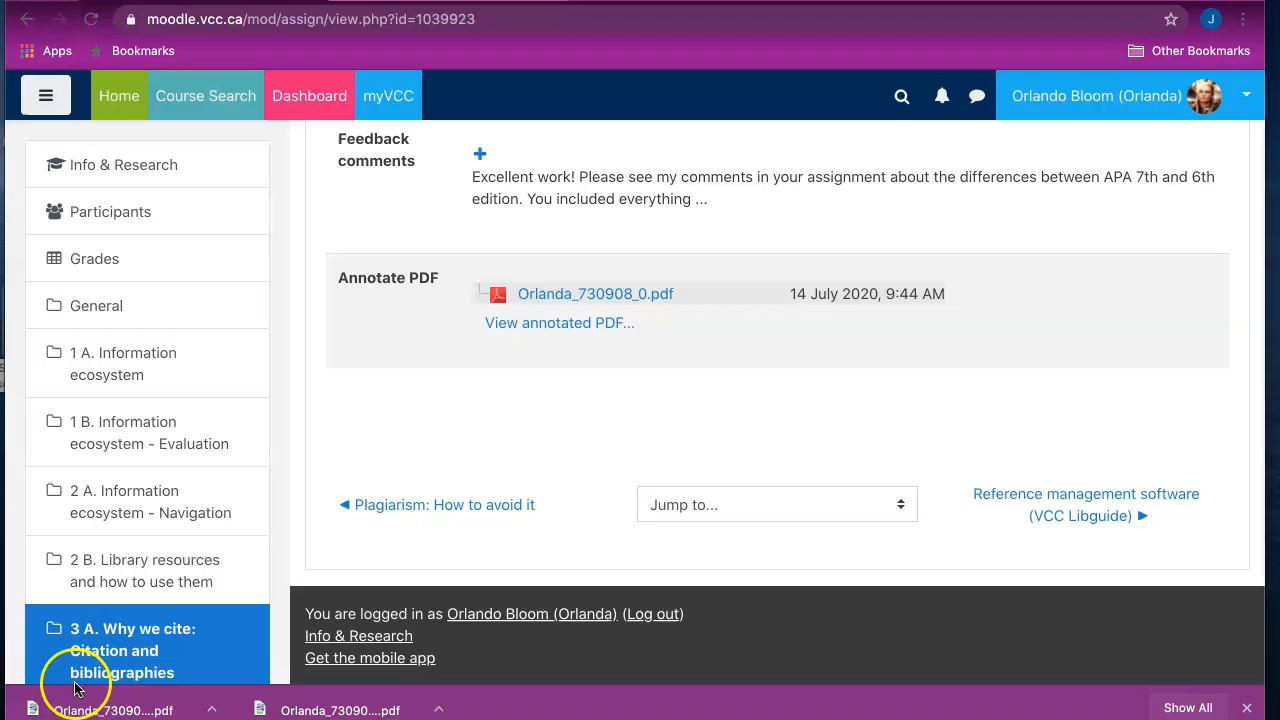 moodle.vcc.ca/mod/assign/view.php?id=1039923
J
Apps
Bookmarks
Other Bookmarks
Home
Course Search
Dashboard
myVCC
Orlando Bloom (Orlanda)
Info & Research
Participants
Grades
General
1 A. Information
ecosystem
1 B. Information
ecosystem - Evaluation
2 A. Information
ecosystem - Navigation
2 B. Library resources
and how to use them
3 A. Why we cite:
Citation and
bibliographies
Feedback
comments
Excellent work! Please see my comments in your assignment about the differences between APA 7th and 6th
edition. You included everything ...
Annotate PDF
Orlanda_730908_0.pdf
14 July 2020, 9:44 AM
View annotated PDF...
◄ Plagiarism: How to avoid it
Jump to...
Reference management software
(VCC Libguide) ►
You are logged in as Orlando Bloom (Orlanda) (Log out)
Info & Research
Get the mobile app
Orlanda_73090....pdf
Orlanda_73090....pdf
Show All